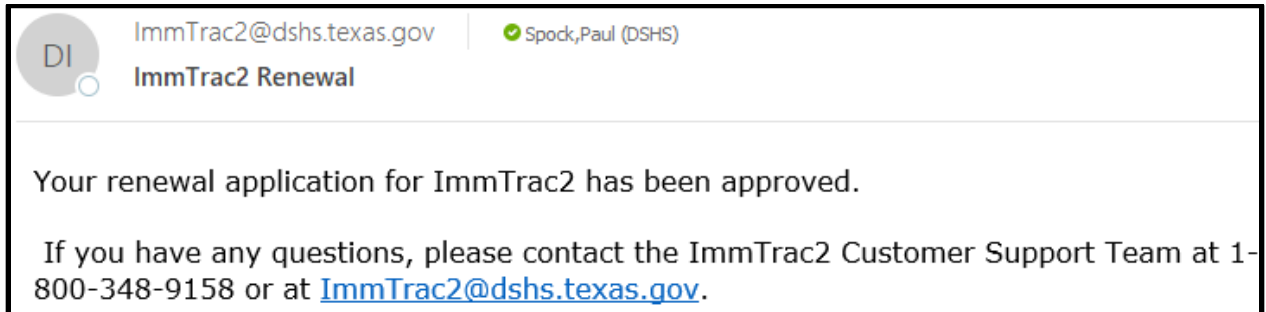 DI
ImmTrac2@dshs.texas.gov Spock,Paul (DSHS)
ImmTrac2 Renewal
Your renewal application for ImmTrac2 has been approved.
If you have any questions, please contact the ImmTrac2 Customer Support Team at 1-
800-348-9158 or at ImmTrac2@dshs.texas.gov.